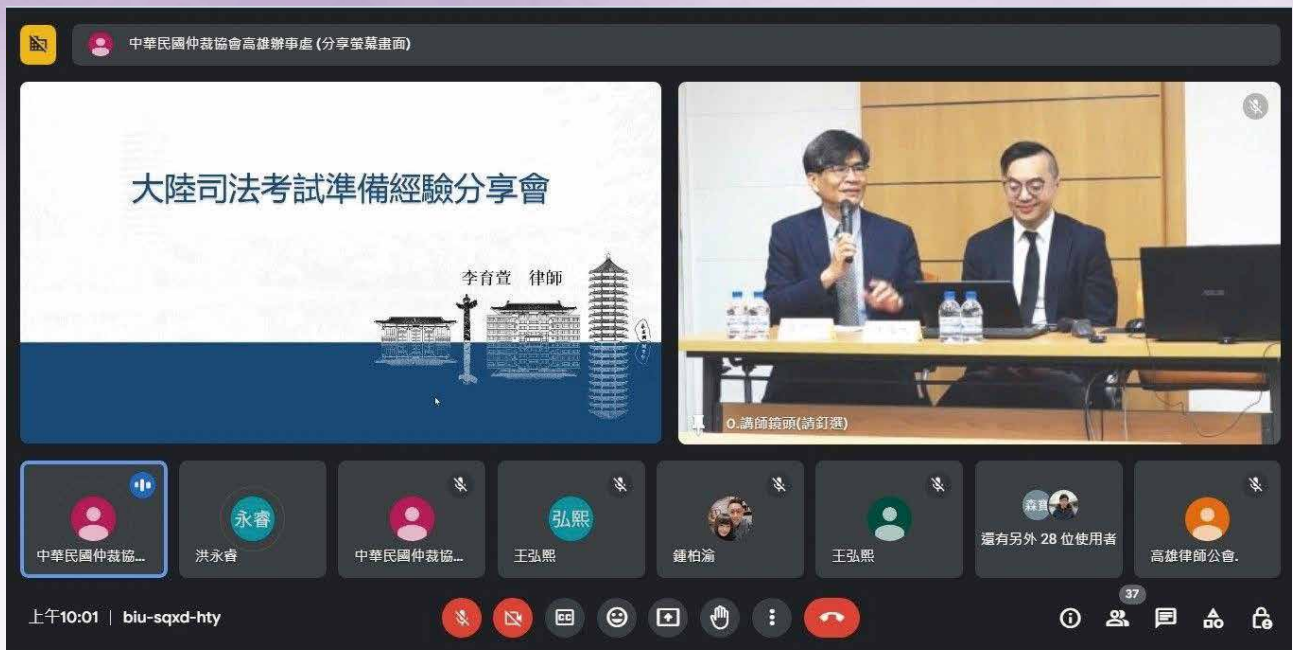 中華民國仲裁協會高雄辦事處 (分享螢幕畫面)
大陸司法考試準備經驗分享會
李育萱 律師
O.講師鏡頭(請釘選)
永睿
弘熙
森寶
中華民國仲裁協...
洪永睿
中華民國仲裁協...
王弘熙
鍾柏渝
王弘熙
還有另外 28 位使用者
高雄律師公會.
上午10:01 | biu-sqxd-hty
CC
37